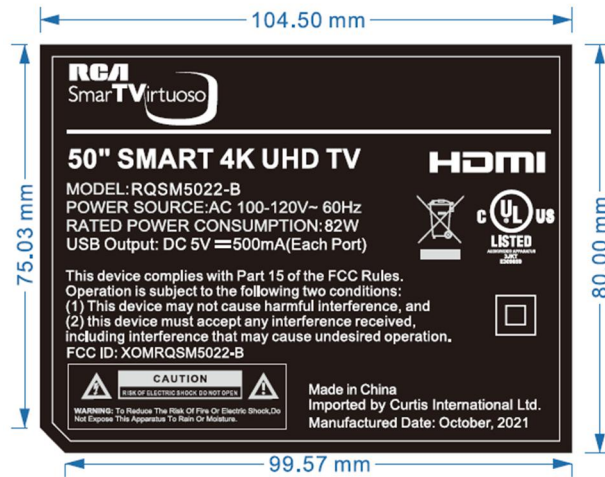 104.50 mm
RCA
SmarTVirtuoso
50" SMART 4K UHD TV
HDMI
MODEL:RQSM5022-B
POWER SOURCE:AC 100-120V~ 60Hz
RATED POWER CONSUMPTION:82W
USB Output: DC 5V⎓500mA(Each Port)
C UL US
LISTED
75.03 mm
80.00 mm
This device complies with Part 15 of the FCC Rules.
Operation is subject to the following two conditions:
(1) This device may not cause harmful interference, and
(2) this device must accept any interference received,
including interference that may cause undesired operation.
FCC ID: XOMRQSM5022-B
CAUTION
RISK OF ELECTRIC SHOCK DO NOT OPEN
WARNING: To Reduce The Risk Of Fire Or Electric Shock,Do
Not Expose This Apparatus To Rain Or Moisture.
Made in China
Imported by Curtis International Ltd.
Manufactured Date: October, 2021
99.57 mm